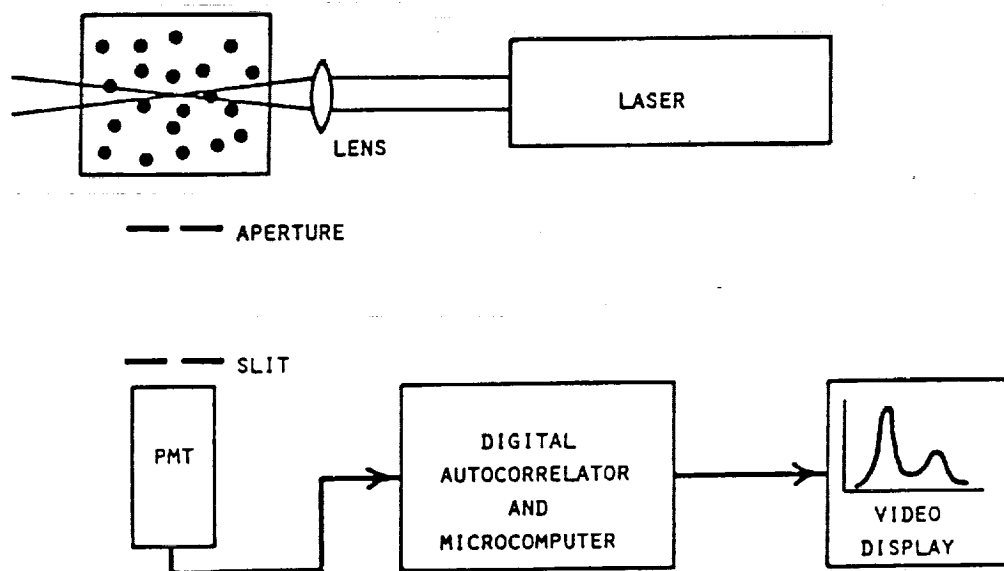 LASER
LENS
APERTURE
SLIT
PMT
DIGITAL
AUTOCORRELATOR
AND
MICROCOMPUTER
VIDEO
DISPLAY